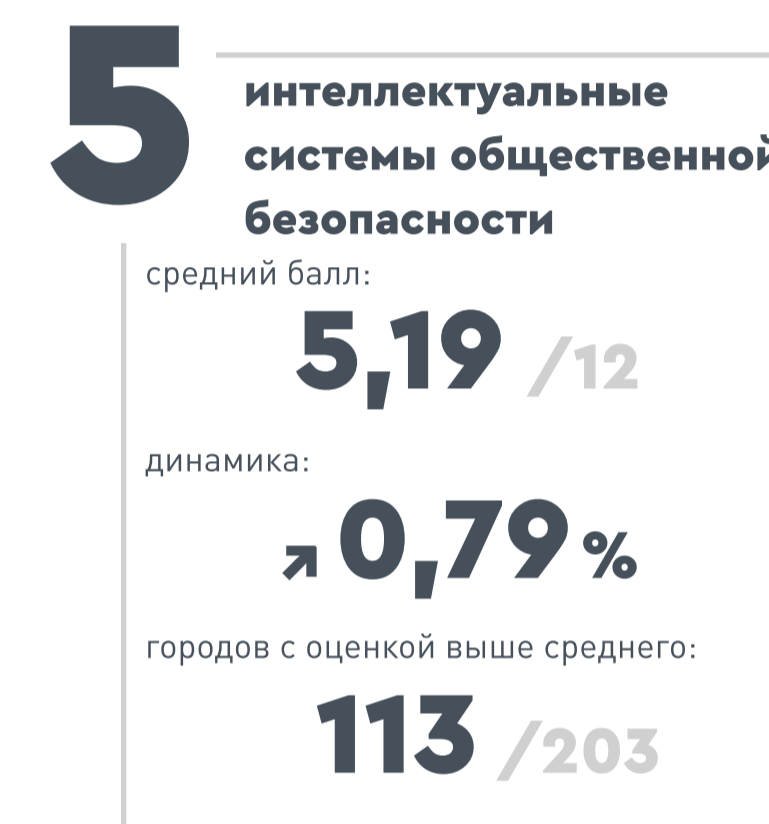 5
интеллектуальные
системы общественной
безопасности
средний балл:
5,19 /12
динамика:
↗ 0,79 %
городов с оценкой выше среднего:
113 /203